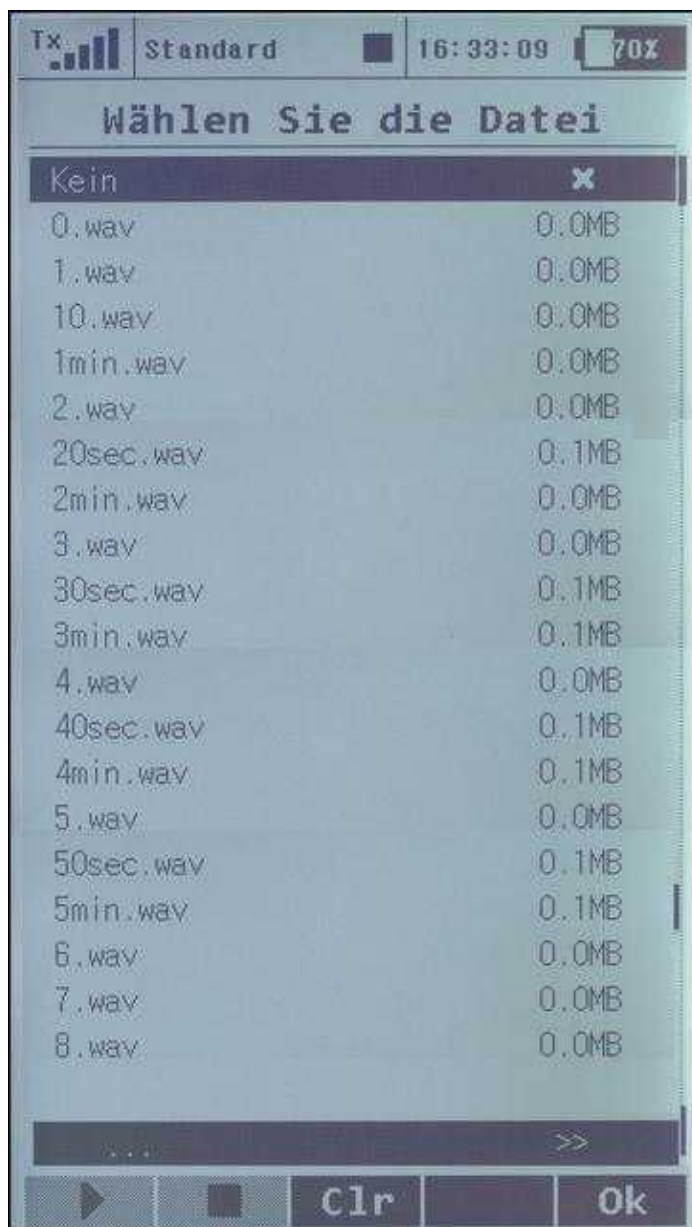 Tx Standard 16:33:09 70%
Wählen Sie die Datei
Kein ×
0.wav 0.0MB
1.wav 0.0MB
10.wav 0.0MB
1min.wav 0.0MB
2.wav 0.0MB
20sec.wav 0.1MB
2min.wav 0.0MB
3.wav 0.0MB
30sec.wav 0.1MB
3min.wav 0.1MB
4.wav 0.0MB
40sec.wav 0.1MB
4min.wav 0.1MB
5.wav 0.0MB
50sec.wav 0.1MB
5min.wav 0.1MB
6.wav 0.0MB
7.wav 0.0MB
8.wav 0.0MB
... >>
Clr Ok